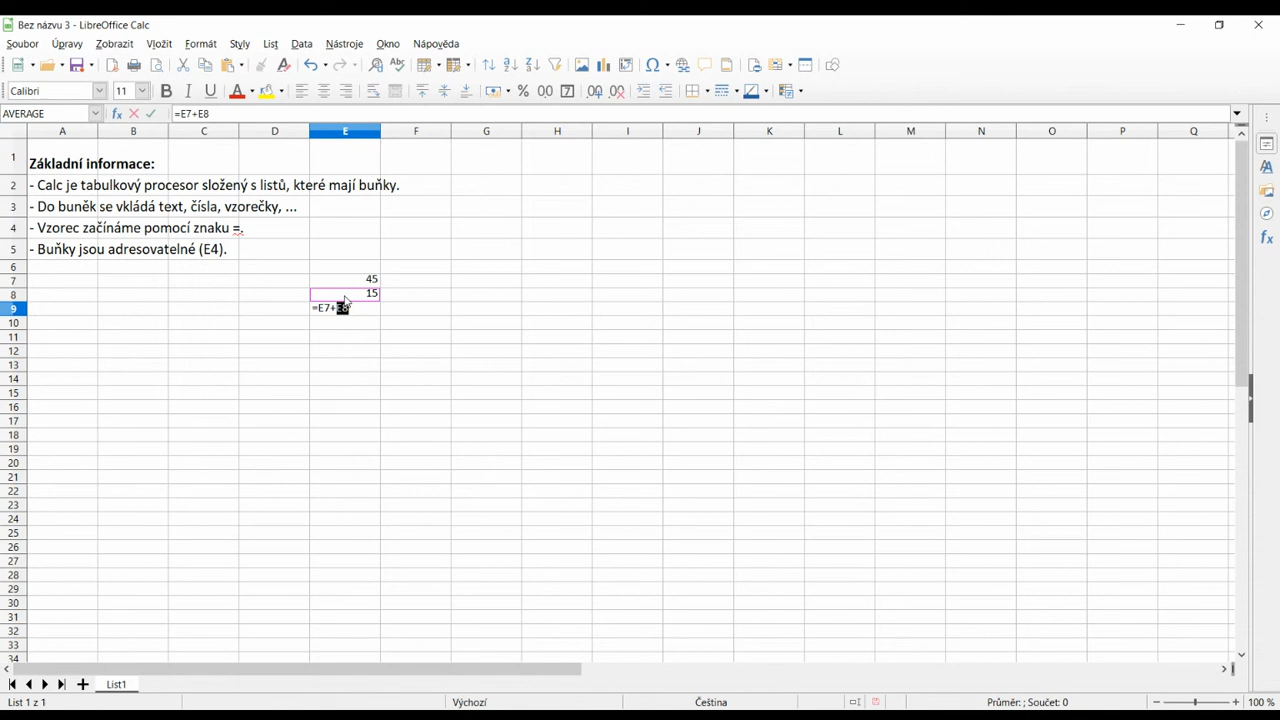 Bez názvu 3 - LibreOffice Calc
Soubor Úpravy Zobrazit Vložit Formát Styly List Data Nástroje Okno Nápověda
Calibri 11
AVERAGE =E7+E8
A B C D E F G H I J K L M N O P Q
1 Základní informace:
2 - Calc je tabulkový procesor složený s listů, které mají buňky.
3 - Do buněk se vkládá text, čísla, vzorečky, ...
4 - Vzorec začínáme pomocí znaku =.
5 - Buňky jsou adresovatelné (E4).
6
7 45
8 15
9 =E7+E8
10
11
12
13
14
15
16
17
18
19
20
21
22
23
24
25
26
27
28
29
30
31
32
33
34
List1
List 1 z 1 Výchozí Čeština Průměr: ; Součet: 0 100 %